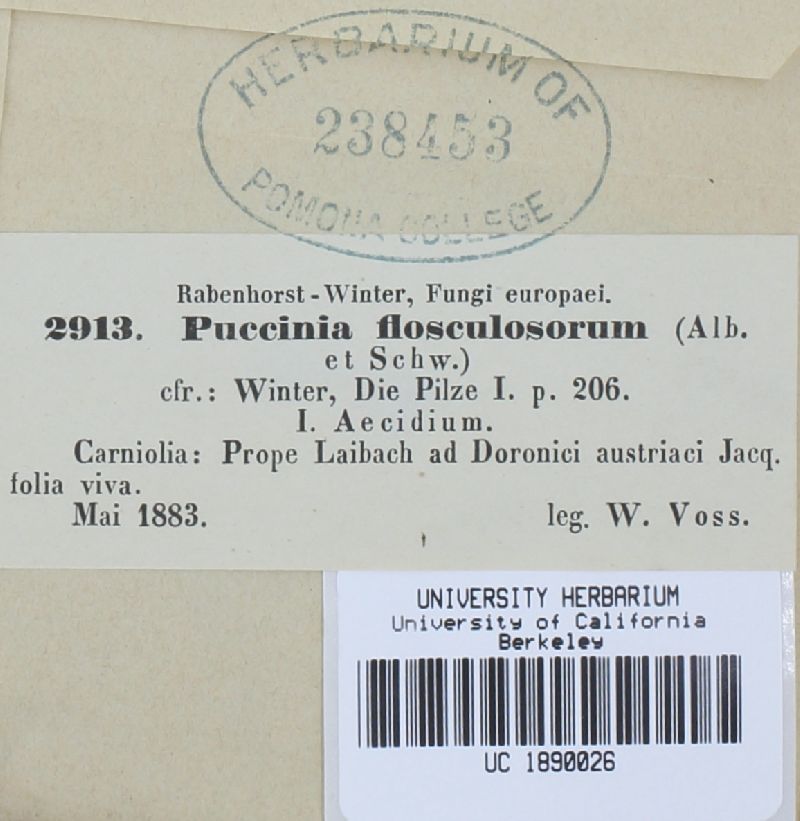 HERBARIUM OF
238453
POMONA COLLEGE
Rabenhorst-Winter, Fungi europaei.
2913. Puccinia flosculosorum (Alb.
et Schw.)
cfr.: Winter, Die Pilze I. p. 206.
I. Aecidium.
Carniolia: Prope Laibach ad Doronici austriaci Jacq.
folia viva.
Mai 1883. leg. W. Voss.
UNIVERSITY HERBARIUM
University of California
Berkeley
UC 1890026